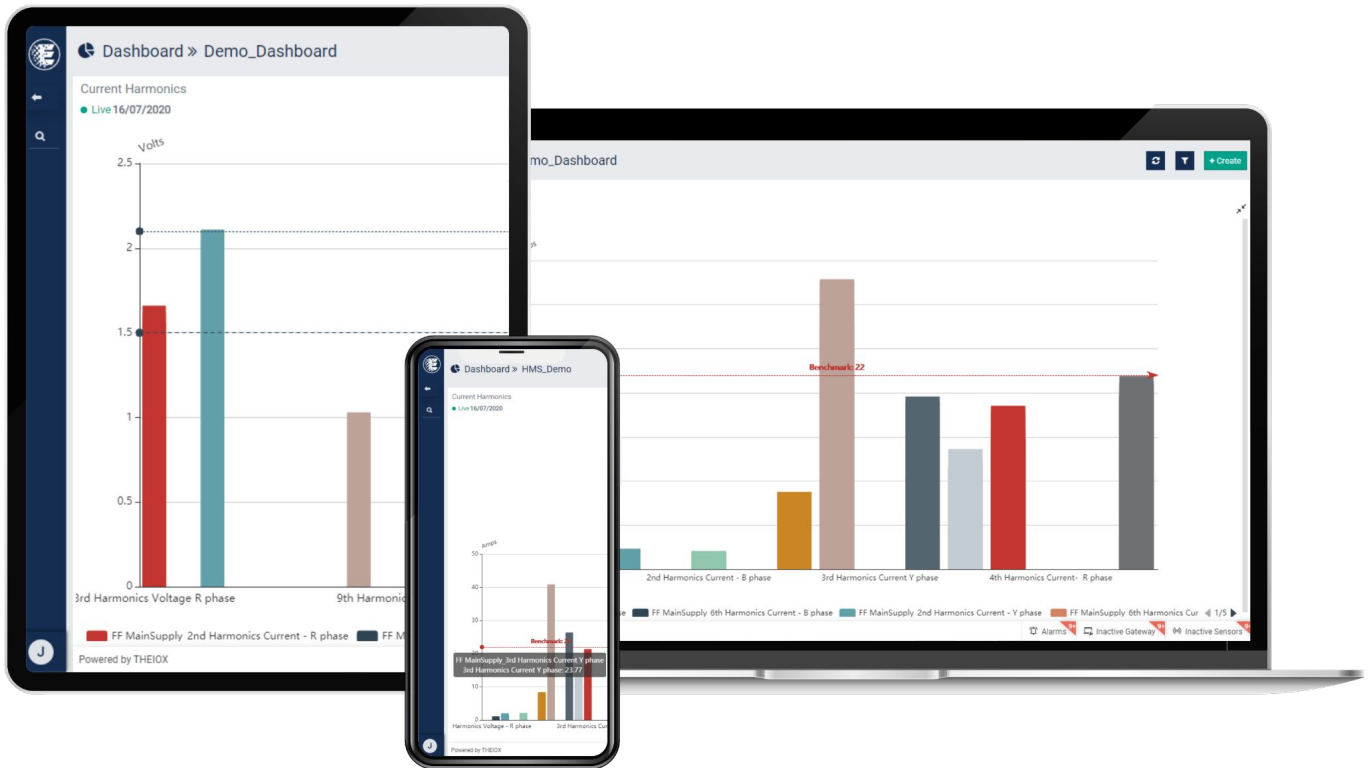 Dashboard » Demo_Dashboard
Current Harmonics
Live 16/07/2020
Volts
2.5
2
1.5
1
0.5
0
3rd Harmonics Voltage R phase
9th Harmonic
FF MainSupply 2nd Harmonics Current - R phase
FF M
J
Powered by THEIOX
Dashboard » HMS_Demo
Current Harmonics
Live 16/07/2020
Amps
50
40
30
20
10
0
Benchmark: 2
FF MainSupply_3rd Harmonics Current Y phase
3rd Harmonics Current Y phase: 23.77
Harmonics Voltage - R phase
3rd Harmonics Cur
J
Powered by THEIOX
mo_Dashboard
+ Create
Benchmark: 22
2nd Harmonics Current - B phase
3rd Harmonics Current Y phase
4th Harmonics Current- R phase
se
FF MainSupply 6th Harmonics Current - B phase
FF MainSupply 2nd Harmonics Current - Y phase
FF MainSupply 6th Harmonics Cur
1/5
Alarms
9+
Inactive Gateway
9+
Inactive Sensors